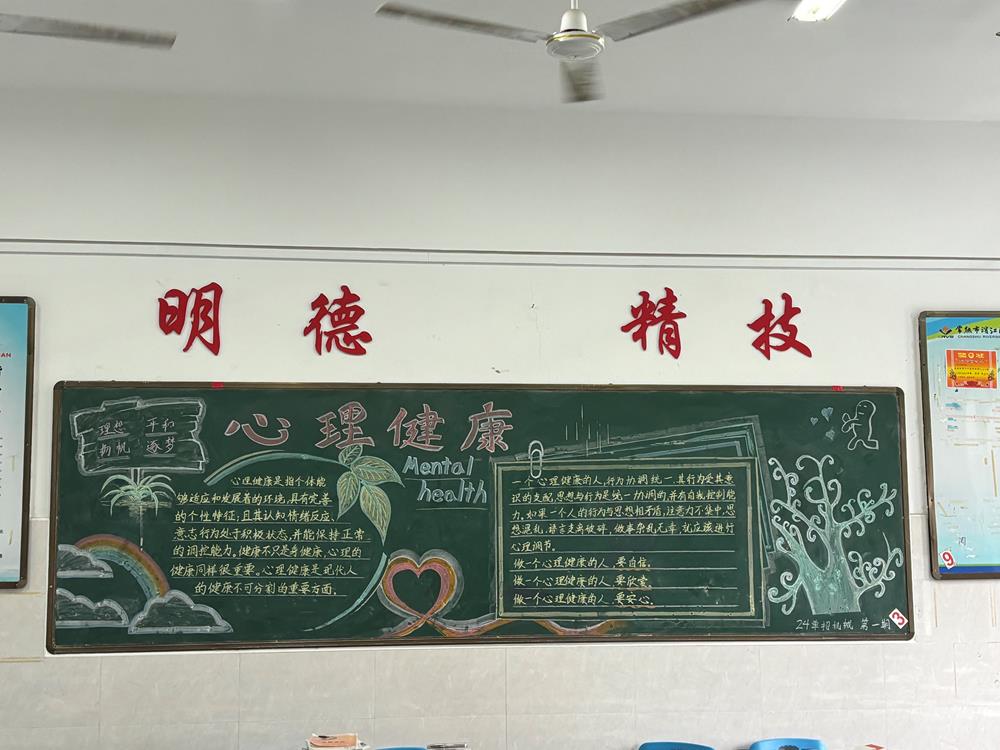 明德 精技
理想 平和
勤帆 逐梦
心理健康
Mental
health
心理健康是指个体能
够适应和发展着的环境,具有完善
的个性特征;且其认知情绪反应、
意志行为处于积极状态,并能保持正常
的调控能力。健康不只是身健康,心理的
健康同样很重要。心理健康是现代人
的健康不可分割的重要方面。
一个心理健康的人,行为协调统一,其行为受其意
识的支配,思想与行为是统一协调的,并有自我控制能
力。如果一个人的行为与思想相矛盾,注意力不集中,思
想混乱,语言支离破碎,做事杂乱无章,就应该进行
心理调节。
做一个心理健康的人,要自信。
做一个心理健康的人,要欣赏。
做一个心理健康的人,要安心。
24单招机械 第一期
3
常熟市滨江
CHANGSHU RIVERSI
9